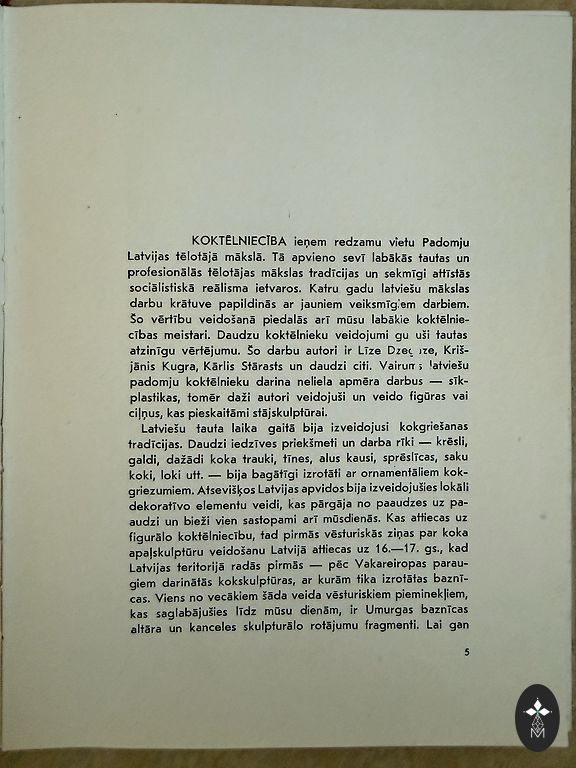 KOKTĒLNIECĪBA ieņem redzamu vietu Padomju
Latvijas tēlotājā mākslā. Tā apvieno sevī labākās tautas un
profesionālās tēlotājas mākslas tradīcijas un sekmīgi attīstās
sociālistiskā reālisma ietvaros. Katru gadu latviešu mākslas
darbu krātuve papildinās ar jauniem veiksmīgiem darbiem.
Šo vērtību veidošanā piedalās arī mūsu labākie koktēlnie-
cības meistari. Daudzu koktēlnieku veidojumi guvuši tautas
atzinīgu vērtējumu. Šo darbu autori ir Līze Dzeguze, Kriš-
jānis Kugra, Kārlis Stārasts un daudzi citi. Vairums latviešu
padomju koktēlnieku darina neliela apmēra darbus — sīk-
plastikas, tomēr daži autori veidojuši un veido figūras vai
ciļņus, kas pieskaitāmi stājskulptūrai.
Latviešu tauta laika gaitā bija izveidojusi kokgriešanas
tradīcijas. Daudzi iedzīves priekšmeti un darba rīki — krēsli,
galdi, dažādi koka trauki, tīnes, alus kausi, sprēslīcas, saku
koki, loki utt. — bija bagātīgi izrotāti ar ornamentāliem kok-
griezumiem. Atsevišķos Latvijas apvidos bija izveidojušies lokāli
dekoratīvo elementu veidi, kas pārgāja no paaudzes uz pa-
audzi un bieži vien sastopami arī mūsdienās. Kas attiecas uz
figurālo koktēlniecību, tad pirmās vēsturiskās ziņas par koka
apaļskulptūru veidošanu Latvijā attiecas uz 16.—17. gs., kad
Latvijas teritorijā radās pirmās — pēc Vakareiropas parau-
giem darinātās kokskulptūras, ar kurām tika izrotātas baznī-
cas. Viens no vecākiem šāda veida vēsturiskiem pieminekļiem,
kas saglabājušies līdz mūsu dienām, ir Umurgas baznīcas
altāra un kanceles skulpturālo rotājumu fragmenti. Lai gan
5
M